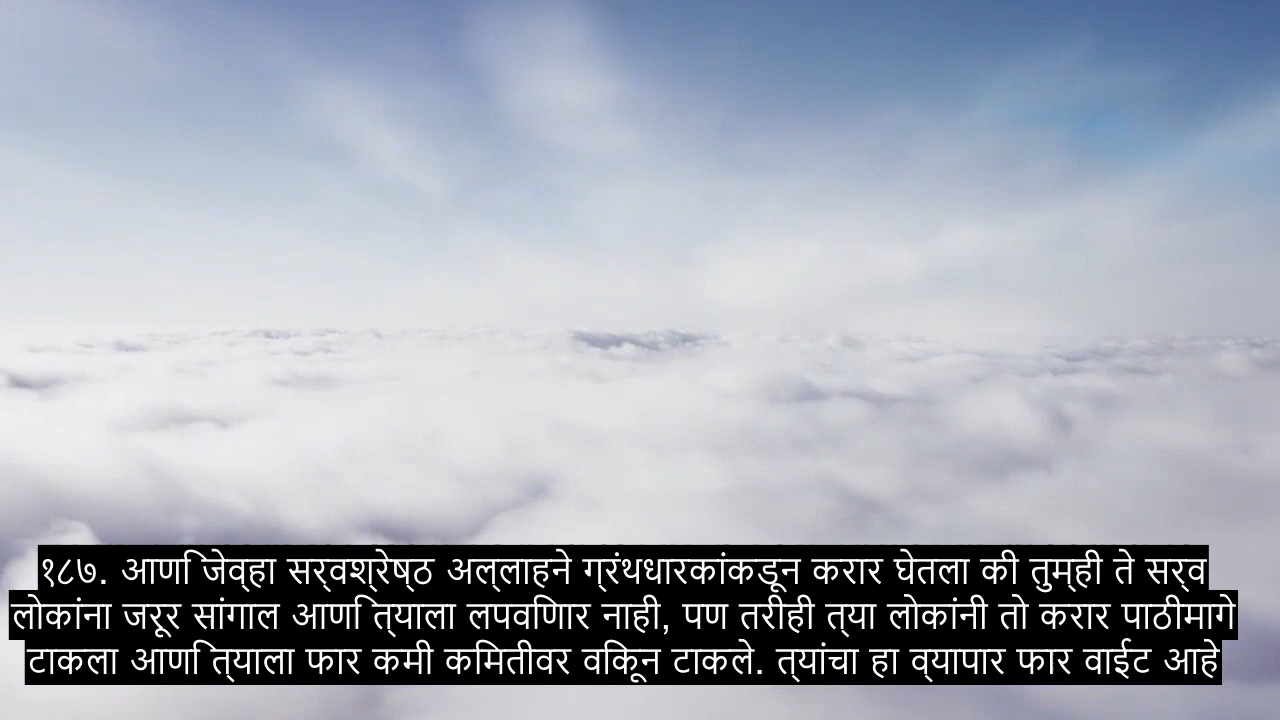 १८७. आणि जेव्हा सर्वश्रेष्ठ अल्लाहने ग्रंथधारकांकडून करार घेतला की तुम्ही ते सर्व
लोकांना जरूर सांगाल आणि त्याला लपविणार नाही, पण तरीही त्या लोकांनी तो करार पाठीमागे
टाकला आणि त्याला फार कमी किमतीवर विकून टाकले. त्यांचा हा व्यापार फार वाईट आहे